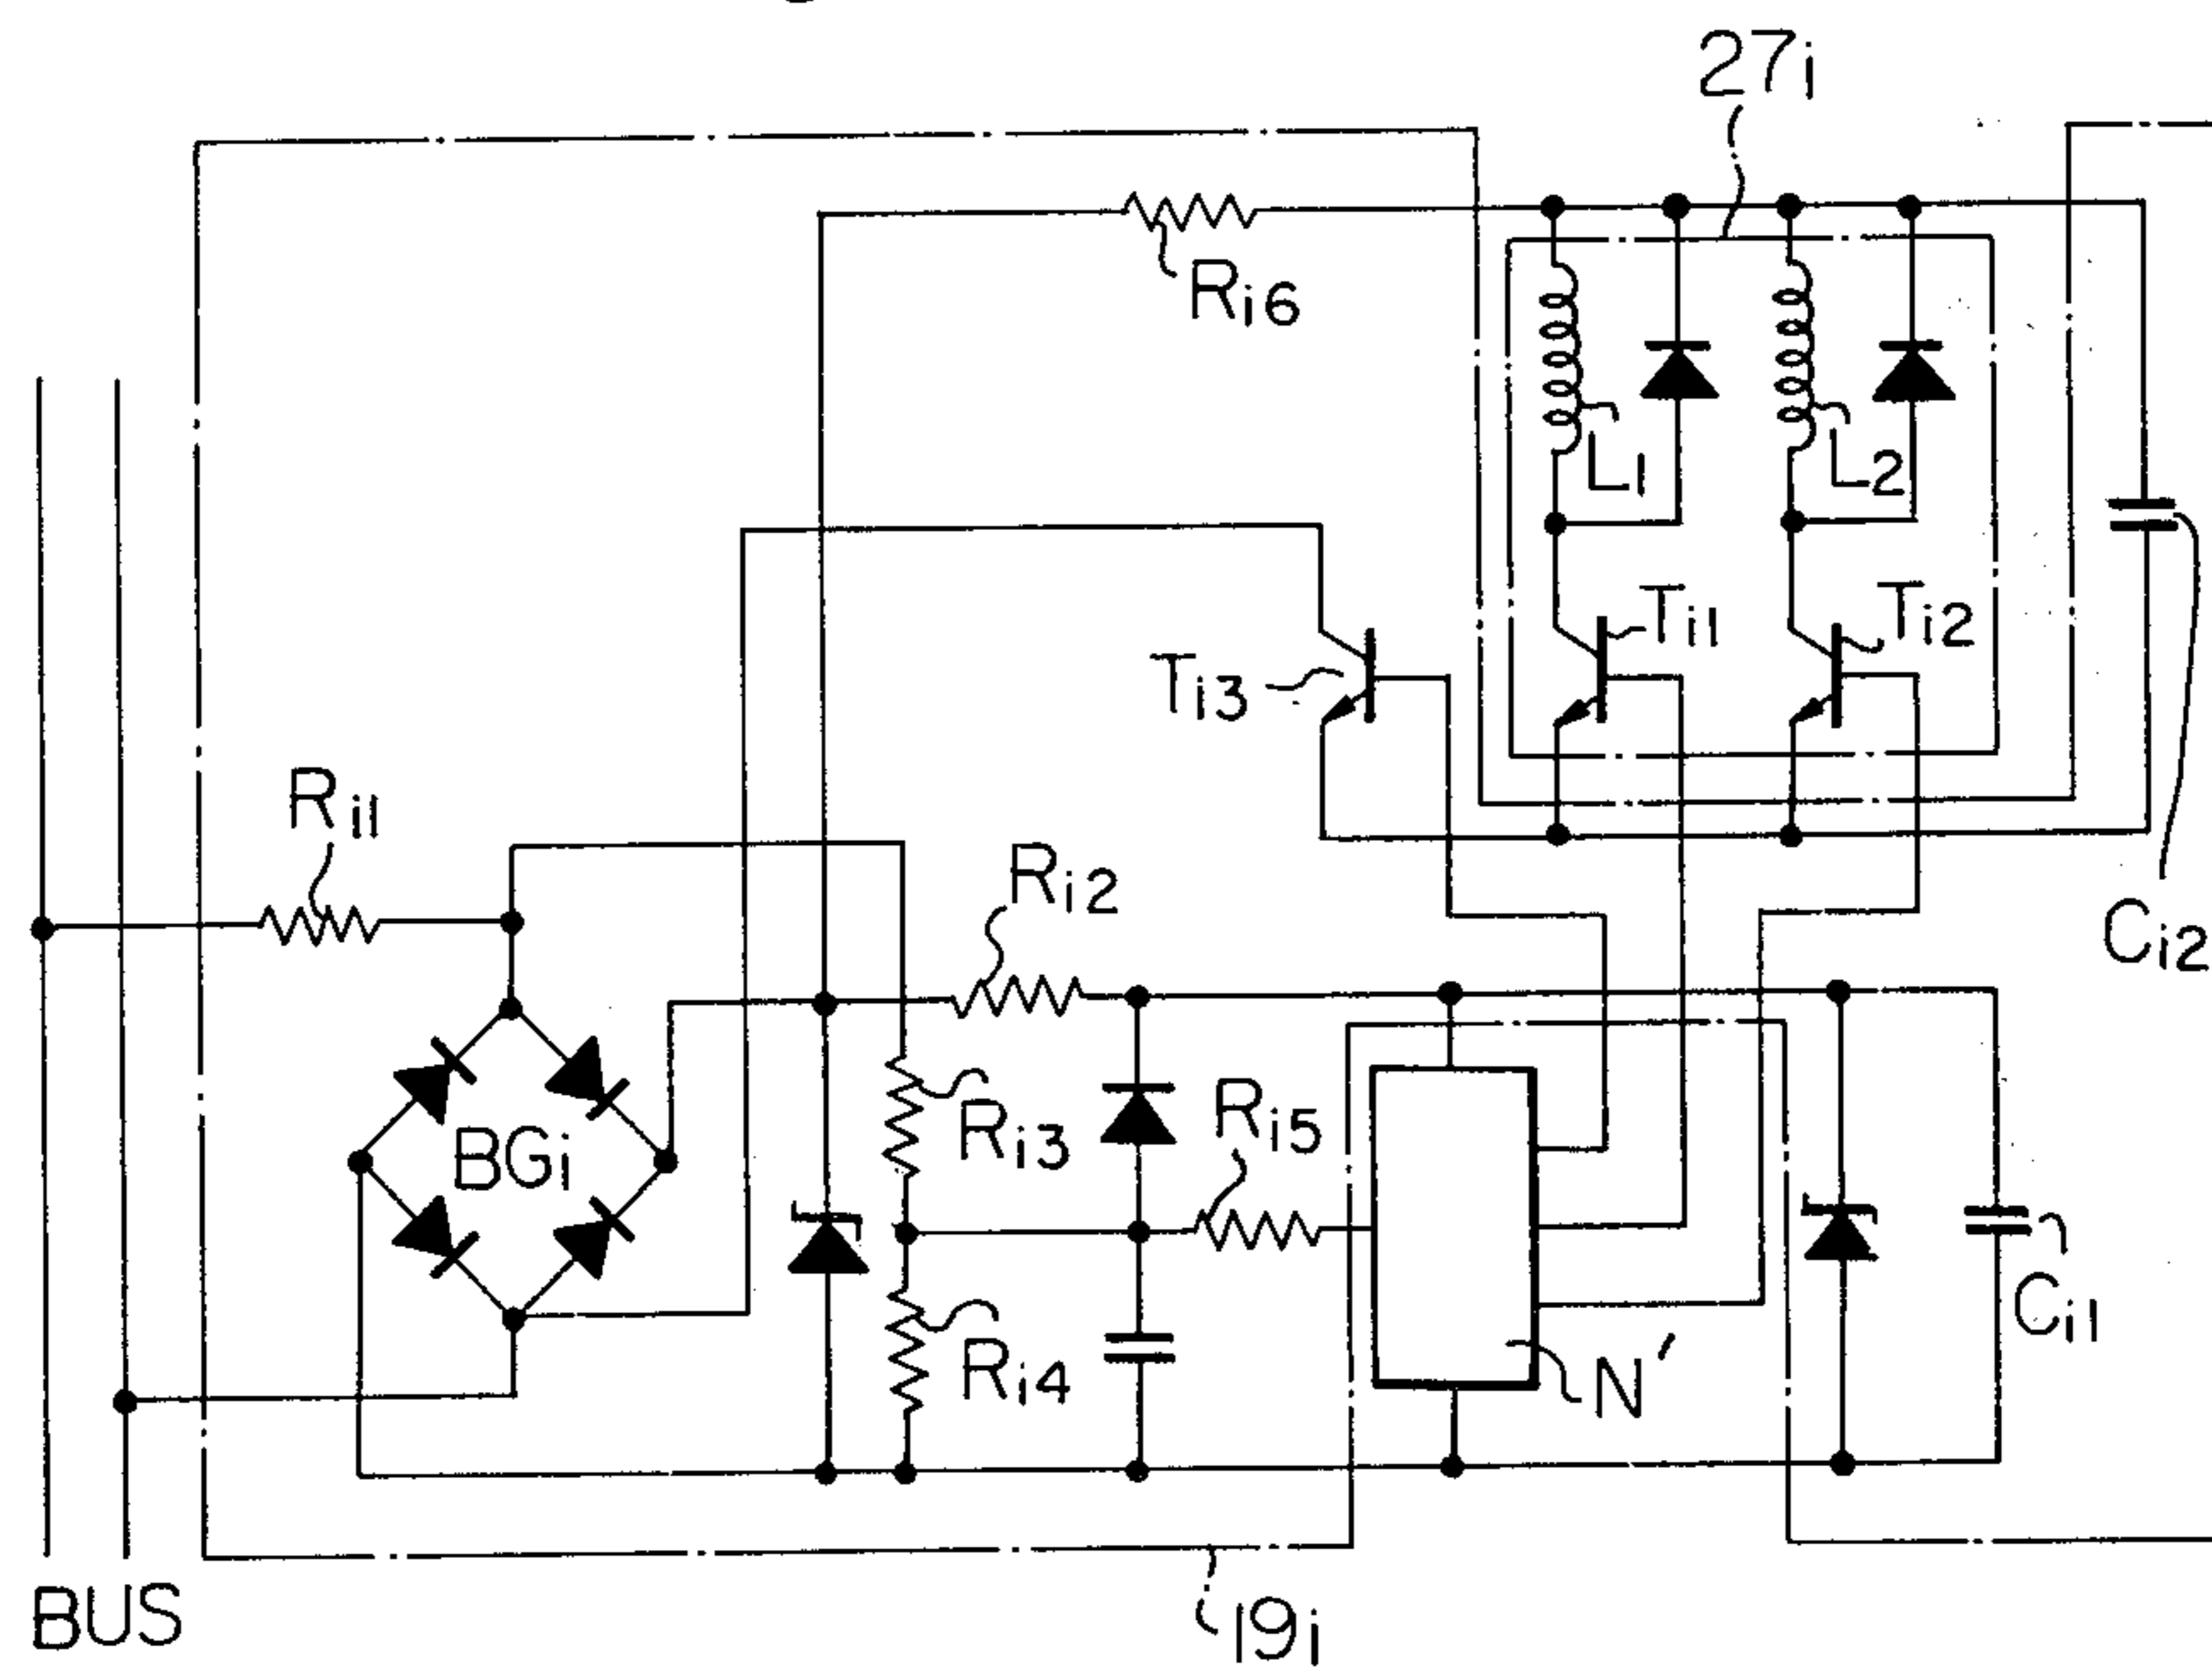 27i
Ri6
L1
L2
Ti1
Ti2
Ti3
Ri1
Ri2
Ci2
Ri3
Ri5
BGi
Ri4
N′
Ci1
BUS
19i